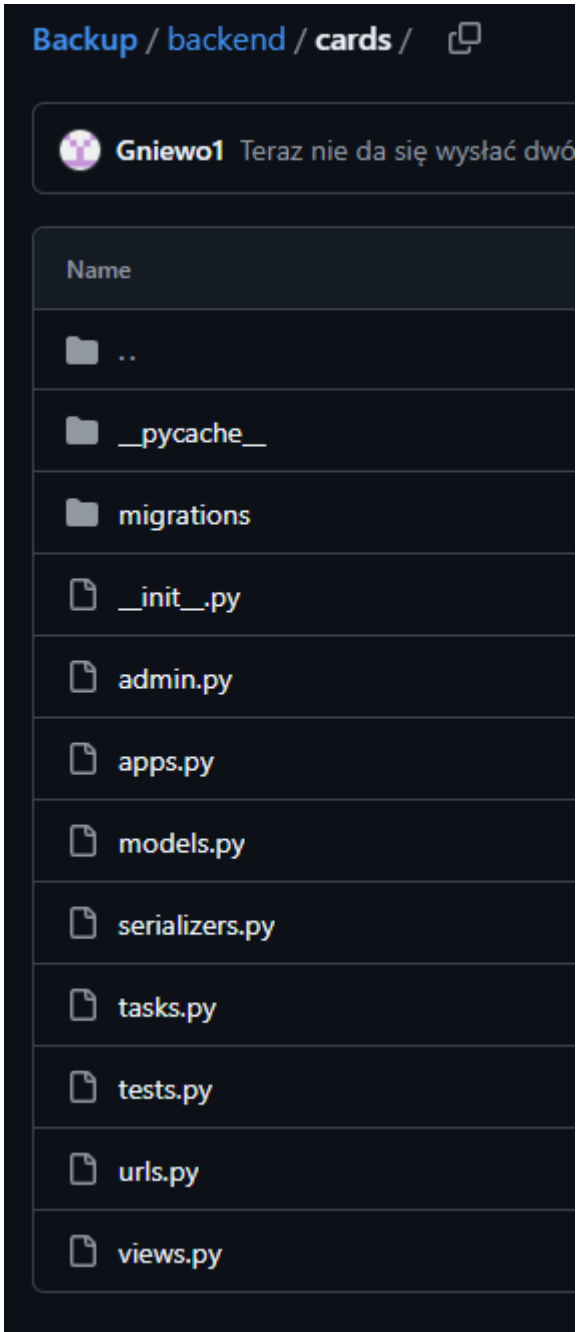 Backup / backend / cards /
Gniewo1 Teraz nie da się wysłać dwó
Name
..
__pycache__
migrations
__init__.py
admin.py
apps.py
models.py
serializers.py
tasks.py
tests.py
urls.py
views.py